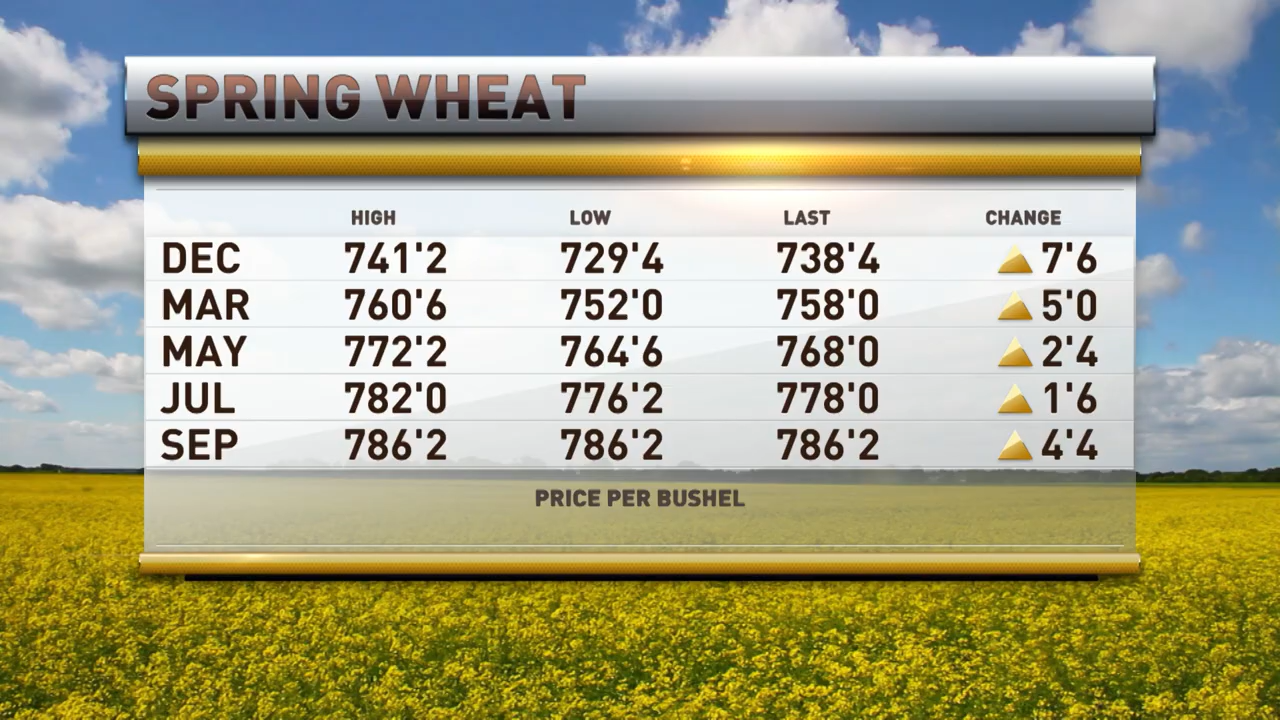 SPRING WHEAT
HIGH LOW LAST CHANGE
DEC 741'2 729'4 738'4 7'6
MAR 760'6 752'0 758'0 5'0
MAY 772'2 764'6 768'0 2'4
JUL 782'0 776'2 778'0 1'6
SEP 786'2 786'2 786'2 4'4
PRICE PER BUSHEL